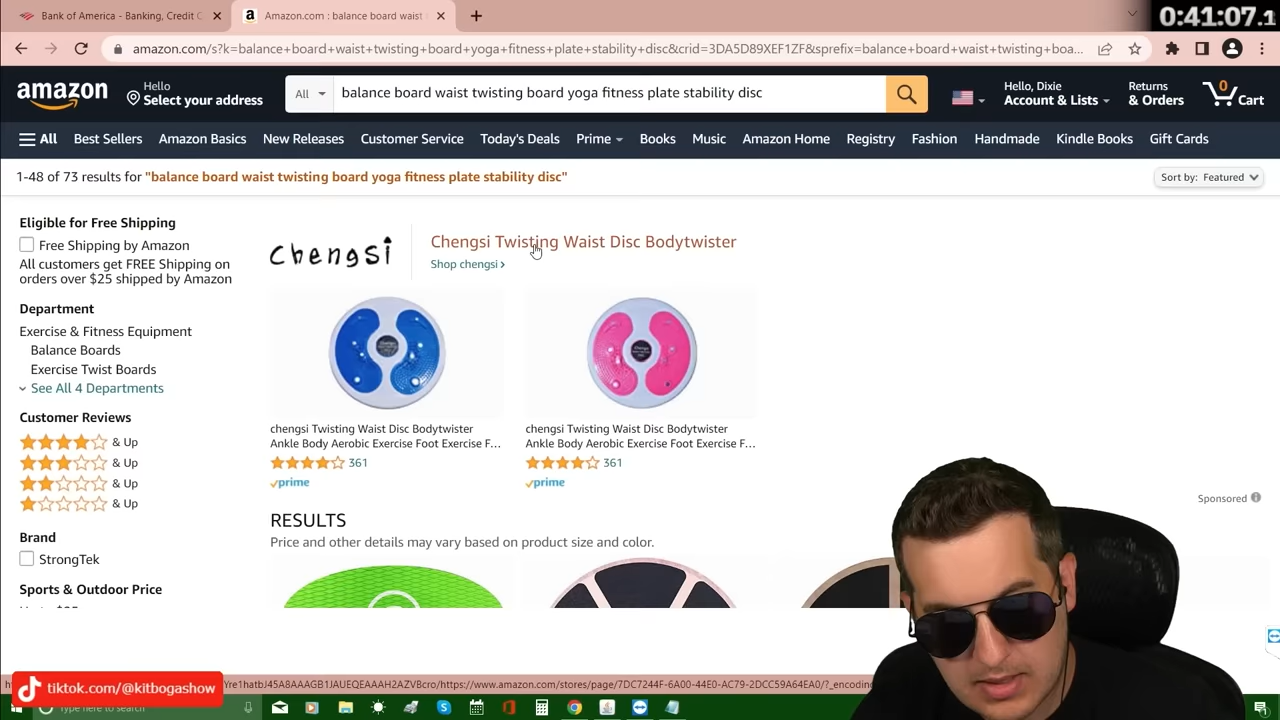 Bank of America - Banking, Credit C
Amazon.com : balance board waist
0:41:07.1
amazon.com/s?k=balance+board+waist+twisting+board+yoga+fitness+plate+stability+disc&crid=3DA5D89XEF1ZF&sprefix=balance+board+waist+twisting+boa...
amazon
Hello
Select your address
All
balance board waist twisting board yoga fitness plate stability disc
Hello, Dixie
Account & Lists
Returns
& Orders
0
Cart
All
Best Sellers
Amazon Basics
New Releases
Customer Service
Today's Deals
Prime
Books
Music
Amazon Home
Registry
Fashion
Handmade
Kindle Books
Gift Cards
1-48 of 73 results for "balance board waist twisting board yoga fitness plate stability disc"
Sort by: Featured
Eligible for Free Shipping
Free Shipping by Amazon
All customers get FREE Shipping on
orders over $25 shipped by Amazon
Department
Exercise & Fitness Equipment
Balance Boards
Exercise Twist Boards
See All 4 Departments
Customer Reviews
& Up
& Up
& Up
& Up
Brand
StrongTek
Sports & Outdoor Price
chengsi
Chengsi Twisting Waist Disc Bodytwister
Shop chengsi ›
chengsi Twisting Waist Disc Bodytwister
Ankle Body Aerobic Exercise Foot Exercise F...
361
prime
chengsi Twisting Waist Disc Bodytwister
Ankle Body Aerobic Exercise Foot Exercise F...
361
prime
Sponsored
RESULTS
Price and other details may vary based on product size and color.
tiktok.com/@kitbogashow
Type here to search